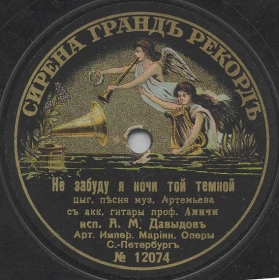 СИРЕНА ГРАНДЪ РЕКОРДЪ
Не забуду я ночи той темной
цыг. пѣсня муз. Артемьева
съ акк. гитары проф. Амичи
исп. А. М. Давыдовъ
Арт. Импер. Маріин. Оперы
С.-Петербургъ
№ 12074